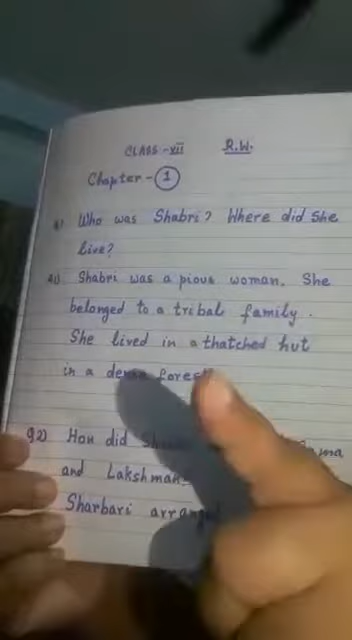 CLASS-vii R.W.
Chapter-1
Q1) Who was Shabri? Where did she
live?
A1) Shabri was a pious woman. She
belonged to a tribal family.
She lived in a thatched hut
in a dense forest
Q2) How did
and Lakshman
Sharbari